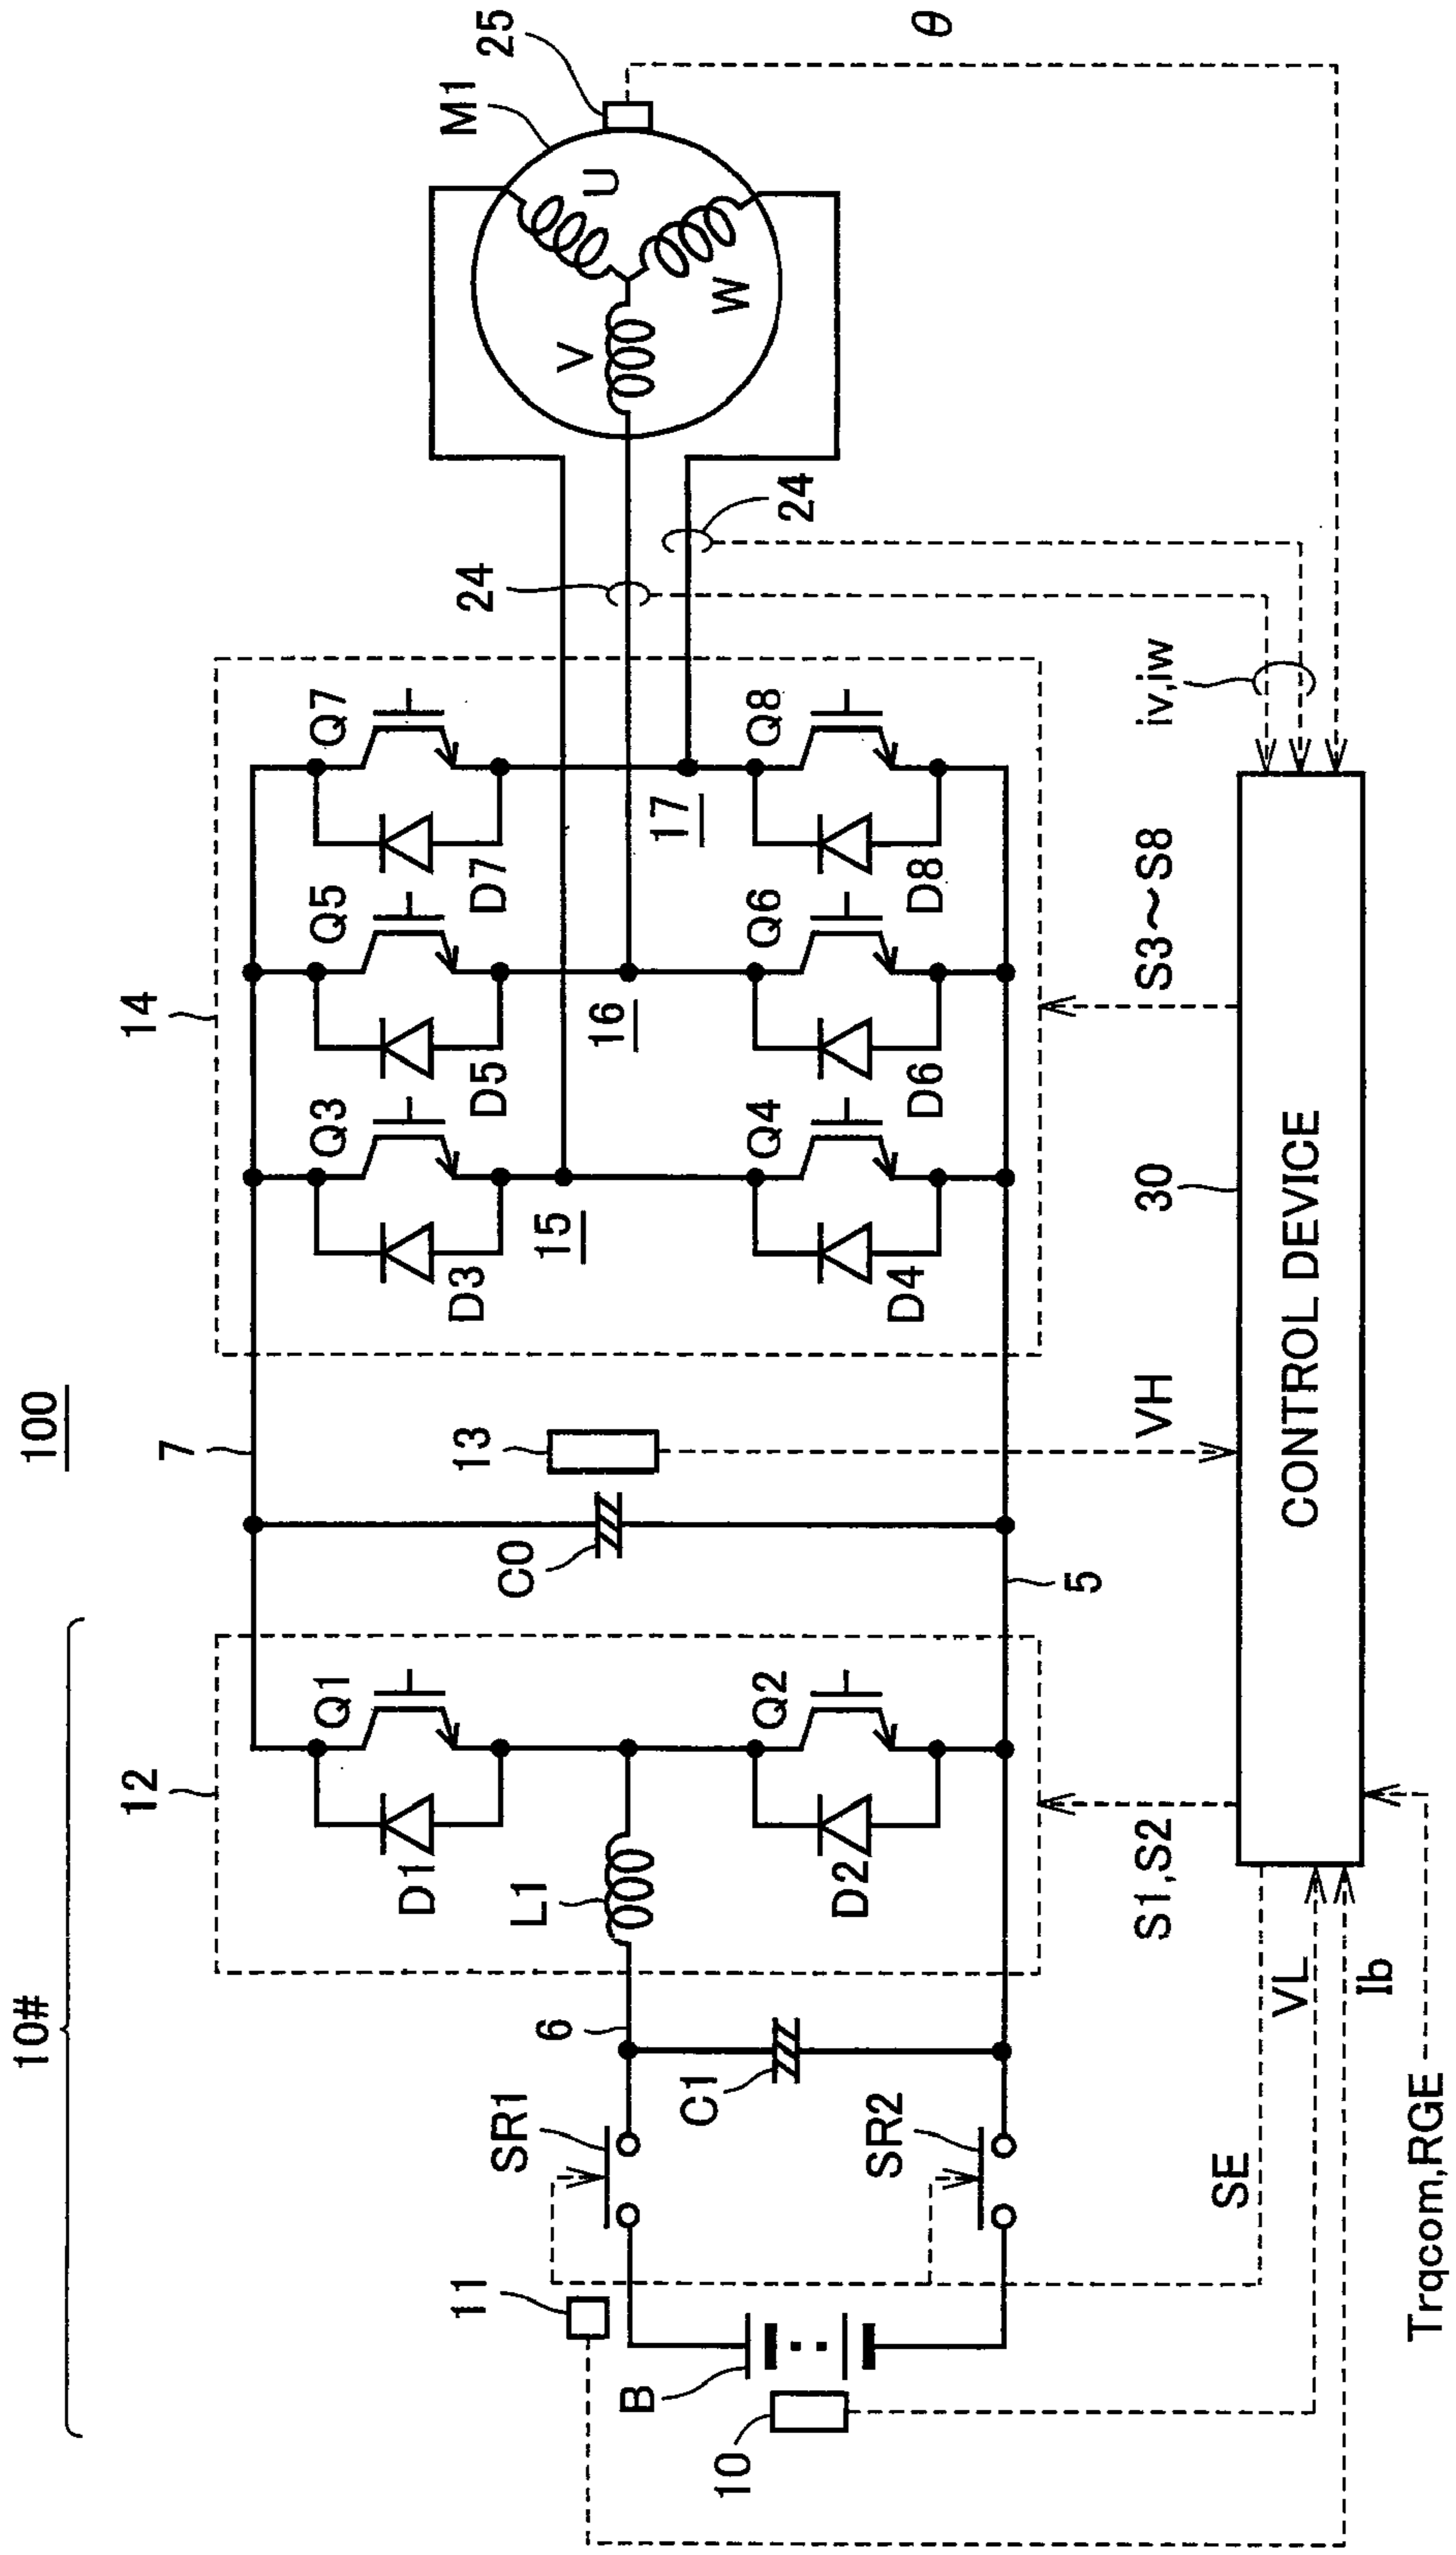 100
10#
12
14
7
Q1
D1
Q2
D2
L1
6
SR1
SR2
C1
11
B
10
C0
13
5
VH
Q3
D3
Q5
D5
Q7
D7
15
16
17
Q4
D4
Q6
D6
Q8
D8
24
24
M1
25
U
V
W
θ
iv,iw
S3~S8
S1,S2
30
CONTROL DEVICE
SE
VL
Ib
Trqcom,RGE